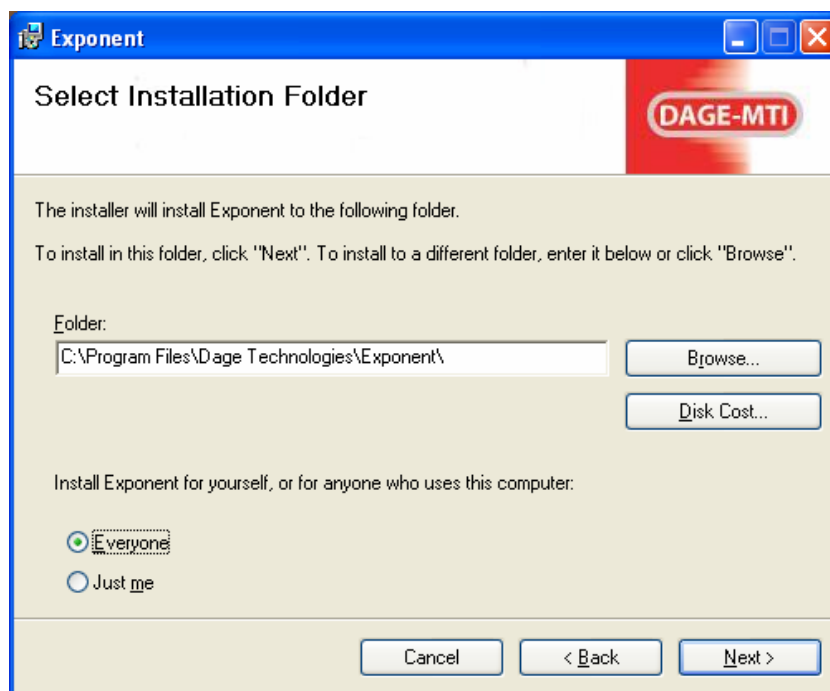 Exponent
Select Installation Folder
DAGE-MTI
The installer will install Exponent to the following folder.
To install in this folder, click "Next". To install to a different folder, enter it below or click "Browse".
Folder:
C:\Program Files\Dage Technologies\Exponent\
Browse...
Disk Cost...
Install Exponent for yourself, or for anyone who uses this computer:
Everyone
Just me
Cancel
< Back
Next >